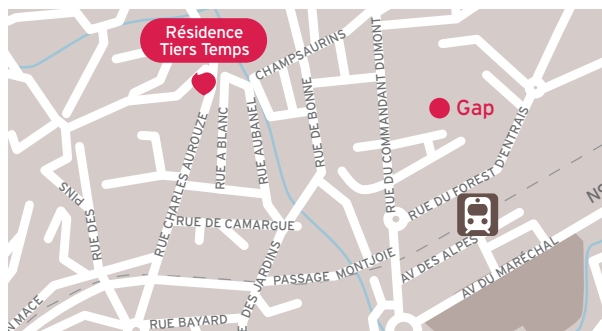 Résidence
Tiers Temps
CHAMPSAURINS
Gap
RUE DU COMMANDANT DUMONT
RUE DE BONNE
RUE AUBANEL
RUE A BLANC
RUE CHARLES AUROUZE
RUE DES PINS
RUE DU FOREST D'ENTRAIS
RUE DE CAMARGUE
DES JARDINS
PASSAGE MONTJOIE
AV DES ALPES
AV DU MARÉCHAL
MACE
RUE BAYARD